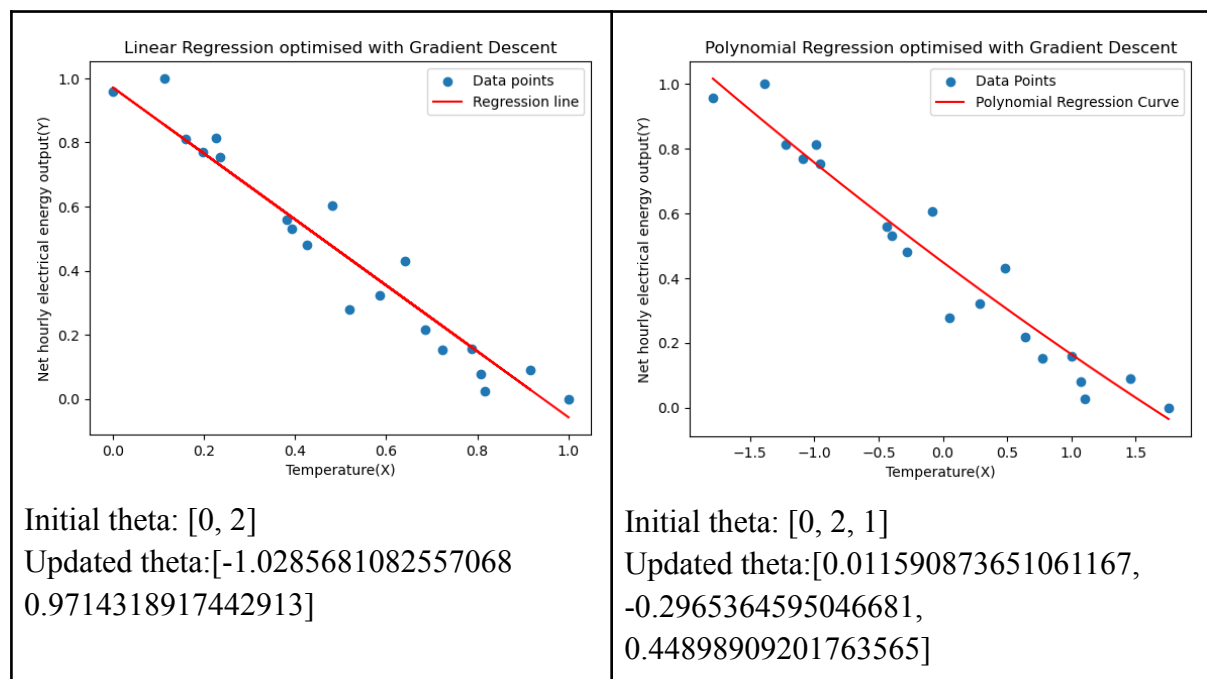 Linear Regression optimised with Gradient Descent
Data points
Regression line
Net hourly electrical energy output(Y)
1.0
0.8
0.6
0.4
0.2
0.0
0.0 0.2 0.4 0.6 0.8 1.0
Temperature(X)
Initial theta: [0, 2]
Updated theta:[-1.0285681082557068
0.9714318917442913]
Polynomial Regression optimised with Gradient Descent
Data Points
Polynomial Regression Curve
Net hourly electrical energy output(Y)
1.0
0.8
0.6
0.4
0.2
0.0
−1.5 −1.0 −0.5 0.0 0.5 1.0 1.5
Temperature(X)
Initial theta: [0, 2, 1]
Updated theta:[0.011590873651061167,
-0.2965364595046681,
0.44898909201763565]